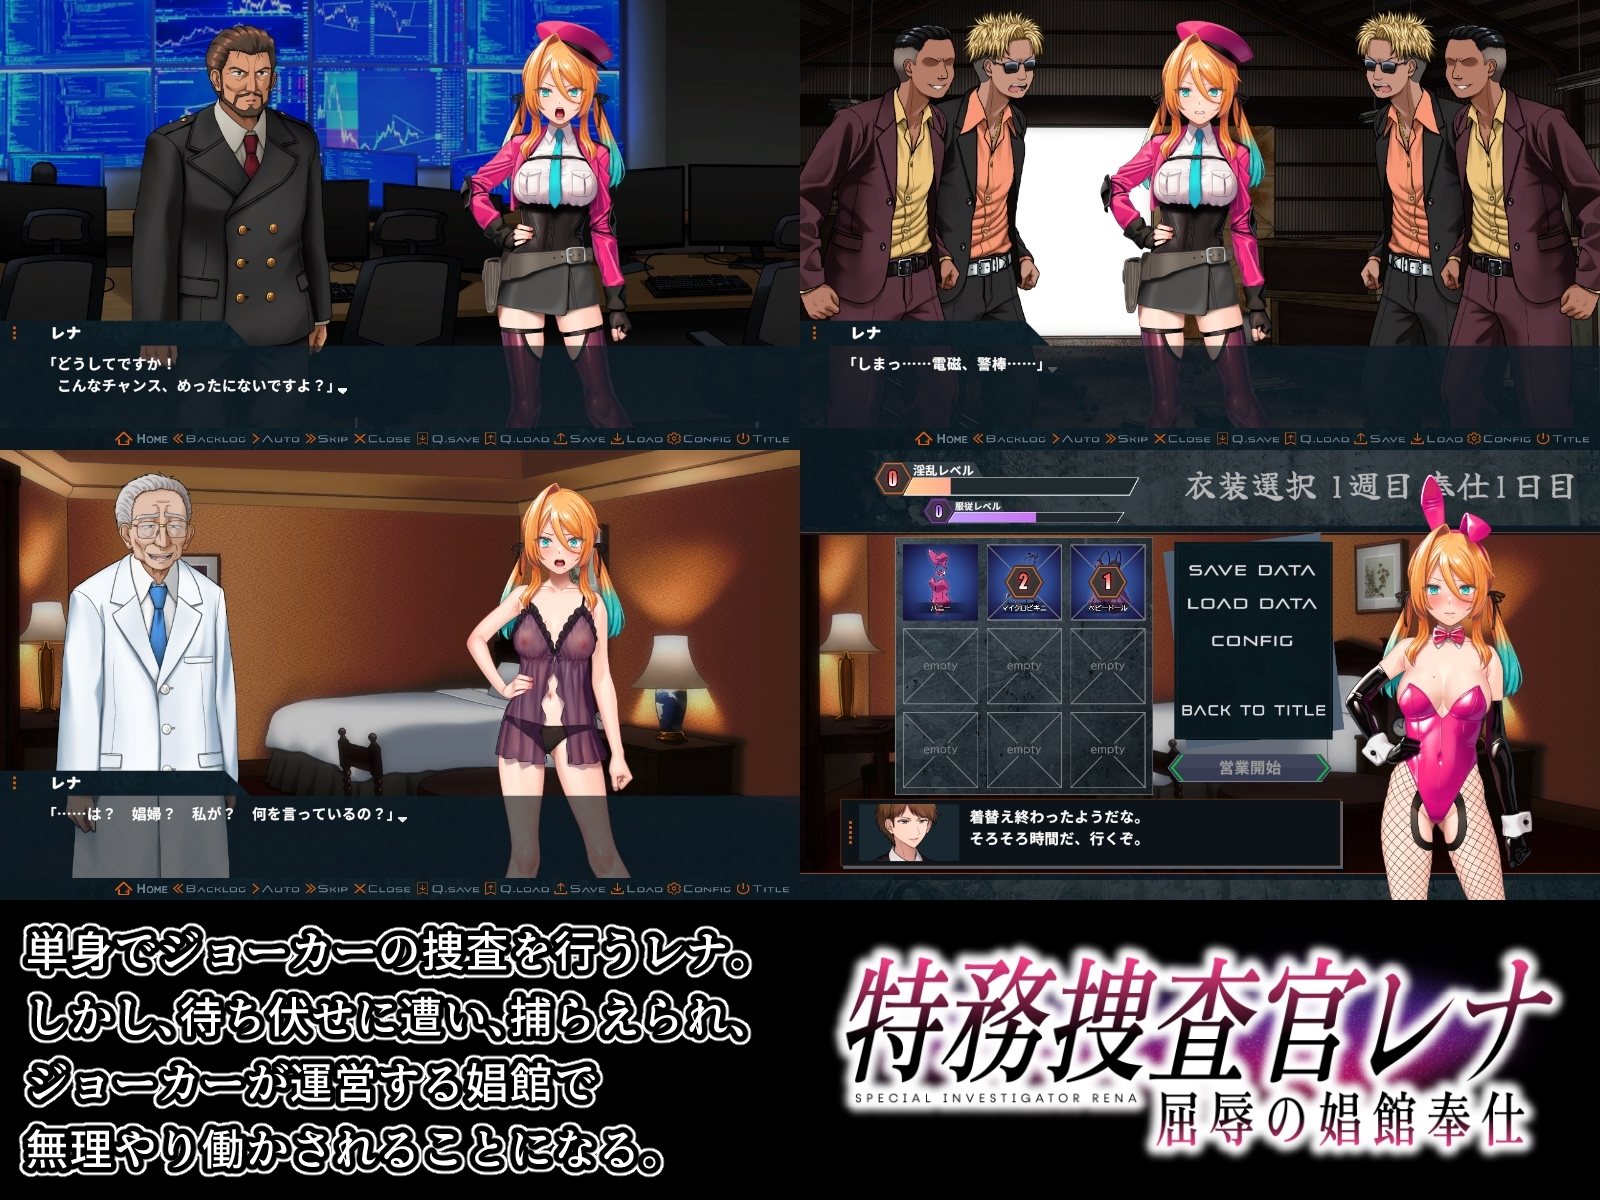 レナ
「どうしてですか！
こんなチャンス、めったにないですよ？」
HOME BACKLOG AUTO SKIP CLOSE Q.SAVE Q.LOAD SAVE LOAD CONFIG TITLE
レナ
「しまっ……電磁、警棒……」
HOME BACKLOG AUTO SKIP CLOSE Q.SAVE Q.LOAD SAVE LOAD CONFIG TITLE
レナ
「……は？　娼婦？　私が？　何を言っているの？」
HOME BACKLOG AUTO SKIP CLOSE Q.SAVE Q.LOAD SAVE LOAD CONFIG TITLE
0 淫乱レベル
0 服従レベル
衣装選択 1週目 奉仕1日目
バニー
2 マイクロビキニ
1 ベビードール
empty empty empty
empty empty empty
SAVE DATA
LOAD DATA
CONFIG
BACK TO TITLE
営業開始
着替え終わったようだな。
そろそろ時間だ、行くぞ。
単身でジョーカーの捜査を行うレナ。
しかし、待ち伏せに遭い、捕らえられ、
ジョーカーが運営する娼館で
無理やり働かされることになる。
特務捜査官レナ
SPECIAL INVESTIGATOR RENA
屈辱の娼館奉仕